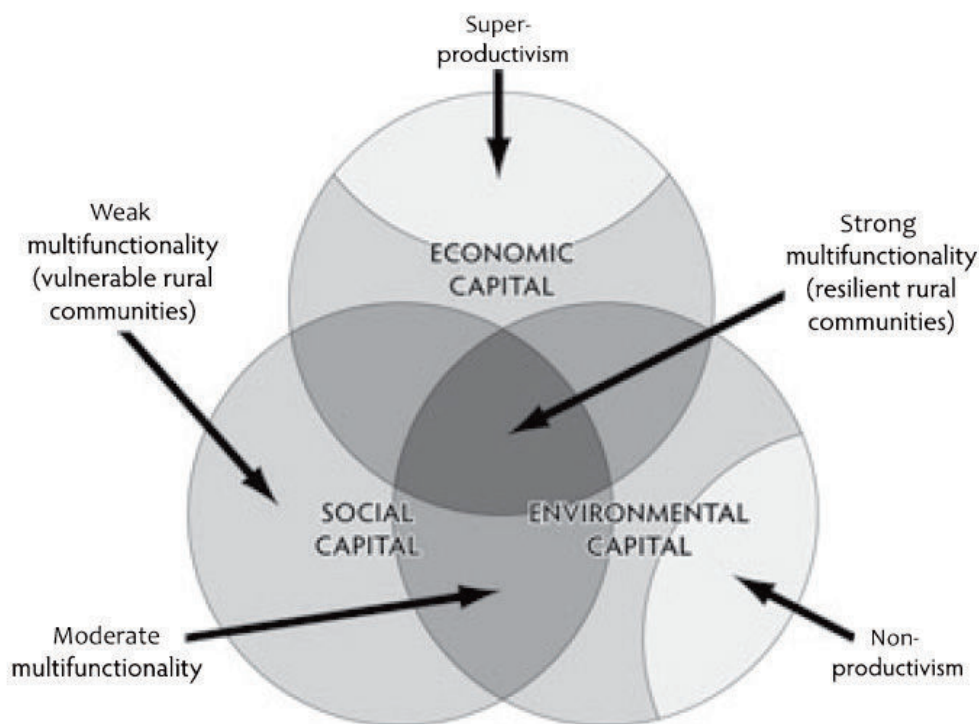 Super-
productivism
Weak
multifunctionality
(vulnerable rural
communities)
Strong
multifunctionality
(resilient rural
communities)
ECONOMIC
CAPITAL
SOCIAL
CAPITAL
ENVIRONMENTAL
CAPITAL
Moderate
multifunctionality
Non-
productivism